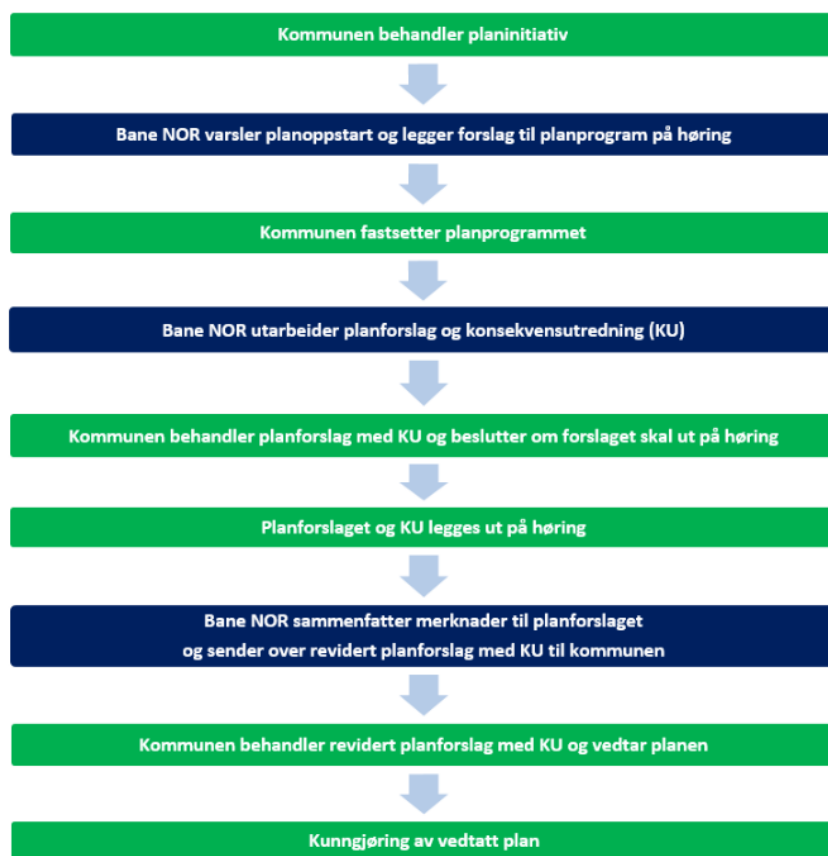 Kommunen behandler planinitiativ
Bane NOR varsler planoppstart og legger forslag til planprogram på høring
Kommunen fastsetter planprogrammet
Bane NOR utarbeider planforslag og konsekvensutredning (KU)
Kommunen behandler planforslag med KU og beslutter om forslaget skal ut på høring
Planforslaget og KU legges ut på høring
Bane NOR sammenfatter merknader til planforslaget
og sender over revidert planforslag med KU til kommunen
Kommunen behandler revidert planforslag med KU og vedtar planen
Kunngjøring av vedtatt plan